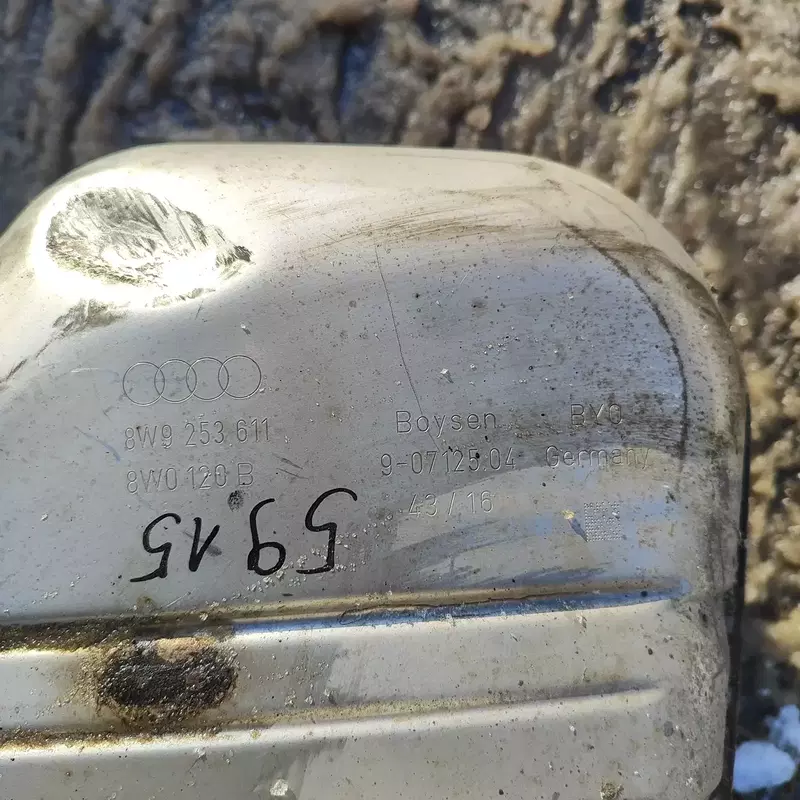 8W9 253 611
8W0 120 B
Boysen BYO
9-07125.04 Germany
43/16
5915